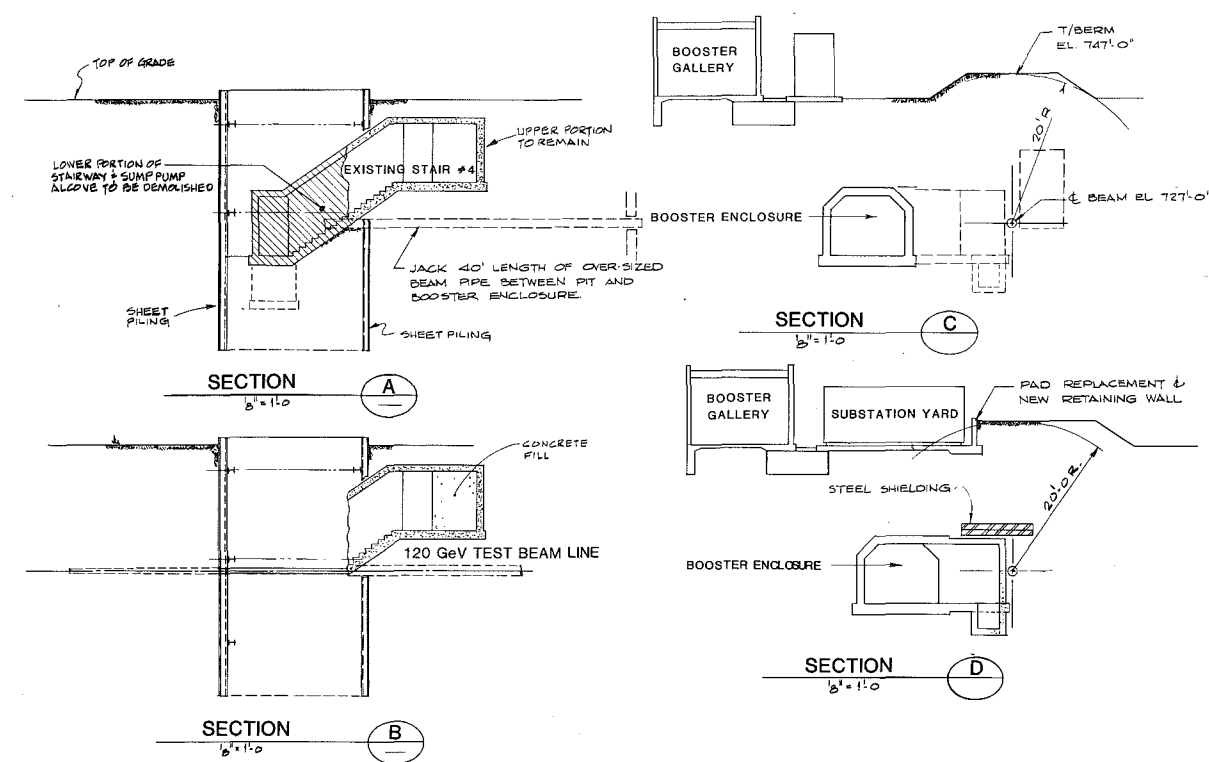 TOP OF GRADE
LOWER PORTION OF
STAIRWAY & SUMP PUMP
ALCOVE TO BE DEMOLISHED
EXISTING STAIR #4
UPPER PORTION
TO REMAIN
JACK 40' LENGTH OF OVER-SIZED
BEAM PIPE BETWEEN PIT AND
BOOSTER ENCLOSURE.
SHEET
PILING
SHEET PILING
SECTION
1/8" = 1'-0
A
CONCRETE
FILL
120 GeV TEST BEAM LINE
SECTION
1/8" = 1'-0
B
BOOSTER
GALLERY
T/BERM
EL. 747'-0"
20' R
BOOSTER ENCLOSURE
℄ BEAM EL 727'-0"
SECTION
1/8" = 1'-0
C
BOOSTER
GALLERY
SUBSTATION YARD
PAD REPLACEMENT &
NEW RETAINING WALL
STEEL SHIELDING
20'-0 R.
BOOSTER ENCLOSURE
SECTION
1/8" = 1'-0
D